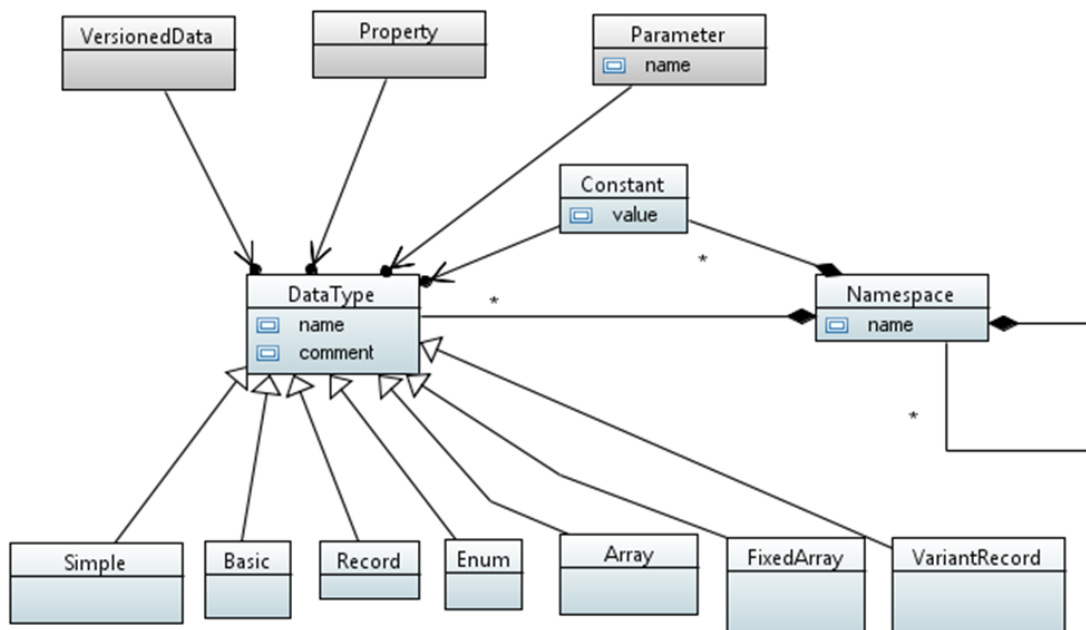 VersionedData
Property
Parameter
name
Constant
value
*
*
DataType
name
comment
Namespace
name
*
Simple
Basic
Record
Enum
Array
FixedArray
VariantRecord